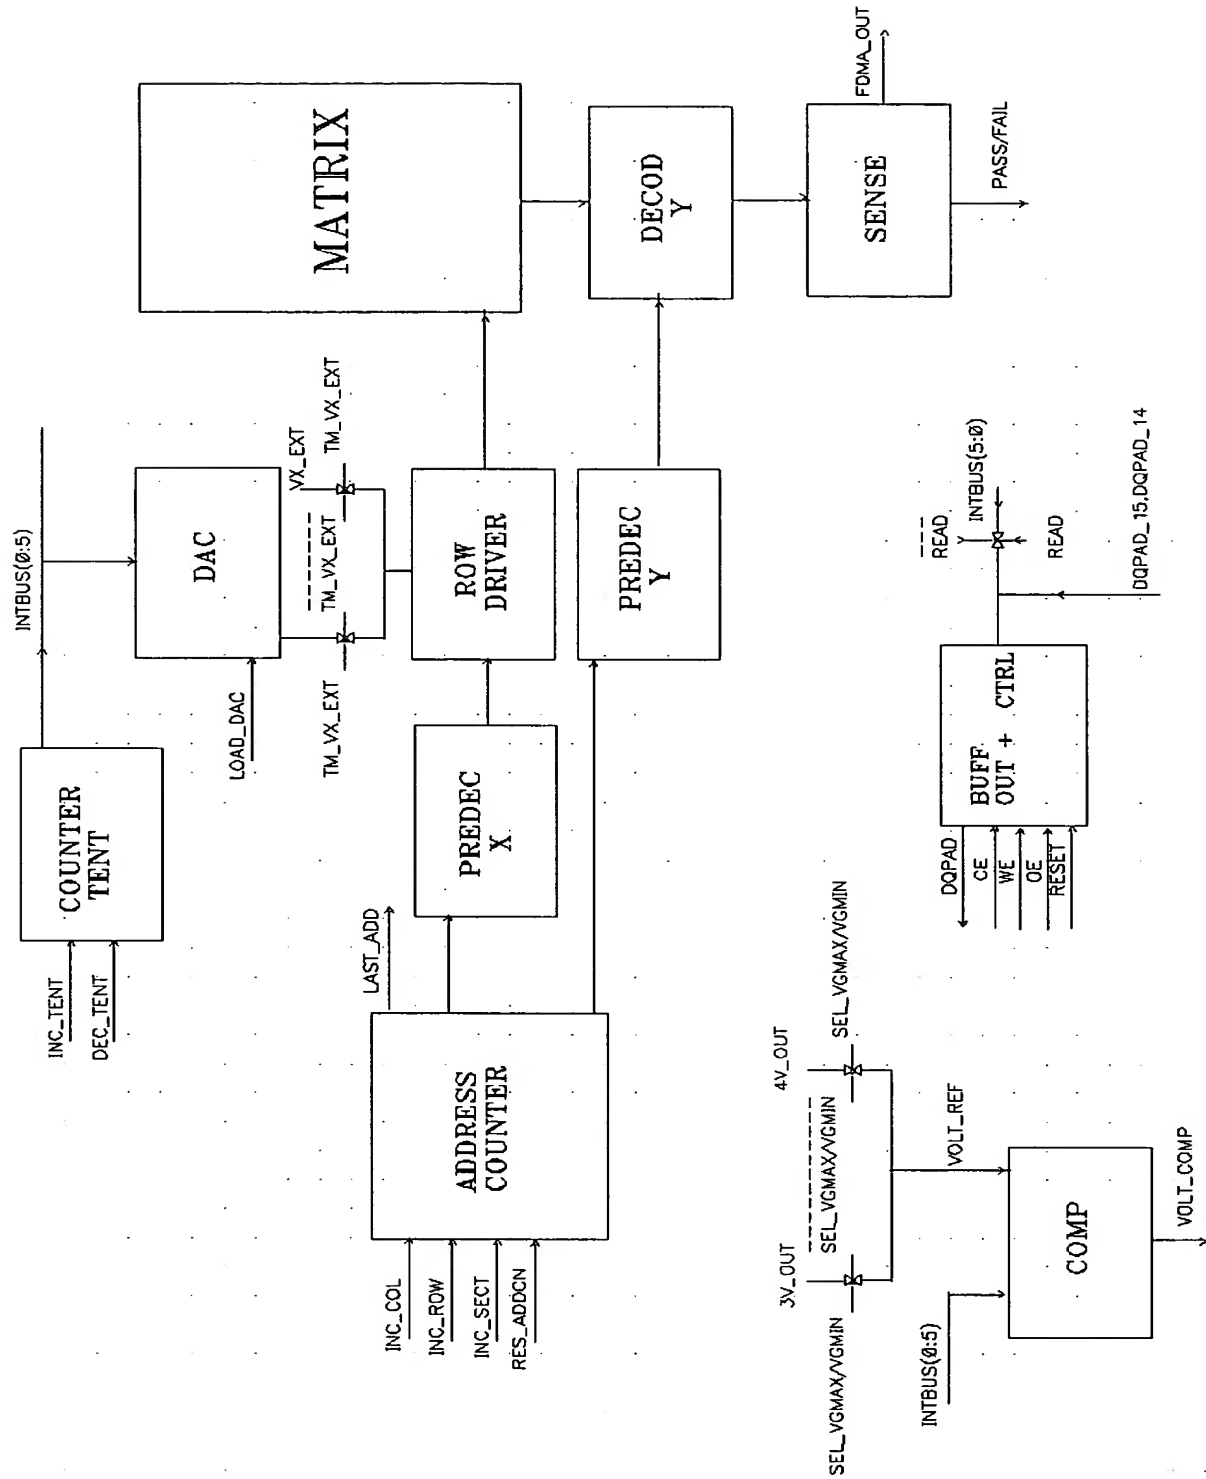 INTBUS(0:5)
INC_TENT
DEC_TENT
COUNTER
TENT
DAC
LOAD_DAC
VX_EXT
TM_VX_EXT
TM_VX_EXT
TM_VX_EXT
MATRIX
LAST_ADD
INC_COL
INC_ROW
INC_SECT
RES_ADDCN
ADDRESS
COUNTER
PREDEC
X
ROW
DRIVER
PREDEC
Y
DECOD
Y
SENSE
FDMA_OUT
PASS/FAIL
3V_OUT
4V_OUT
SEL_VGMAX/VGMIN
SEL_VGMAX/VGMIN
SEL_VGMAX/VGMIN
VOLT_REF
INTBUS(0:5)
COMP
VOLT_COMP
DQPAD
CE
WE
OE
RESET
BUFF
OUT + CTRL
READ
INTBUS(5:0)
READ
DQPAD_15,DQPAD_14